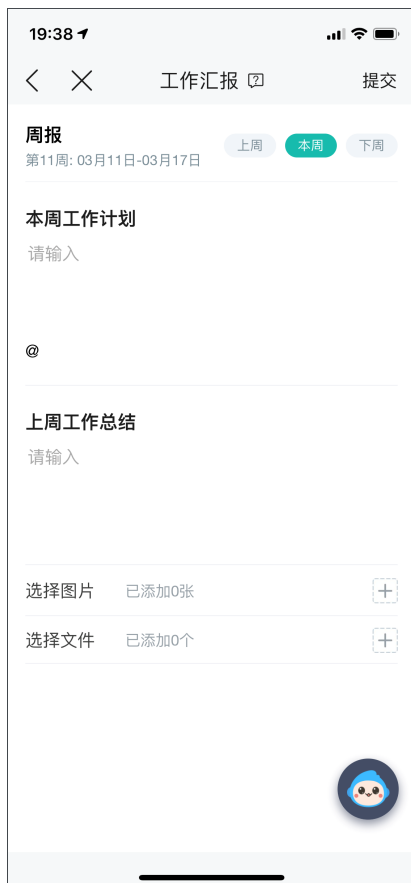 19:38
工作汇报
提交
周报
第11周: 03月11日-03月17日
上周 本周 下周
本周工作计划
请输入
@
上周工作总结
请输入
选择图片 已添加0张
选择文件 已添加0个